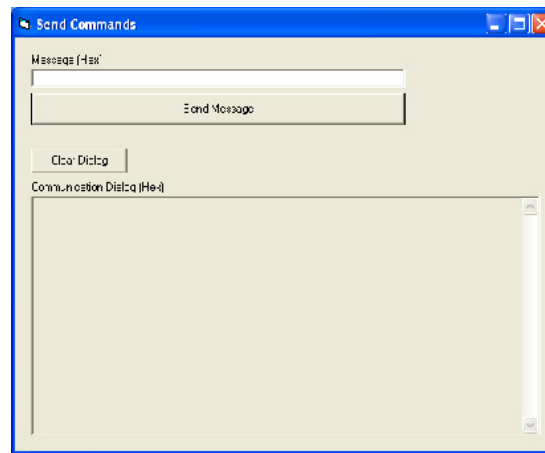 Send Commands
Message (Hex)
Send Message
Clear Dialog
Communication Dialog (Hex)